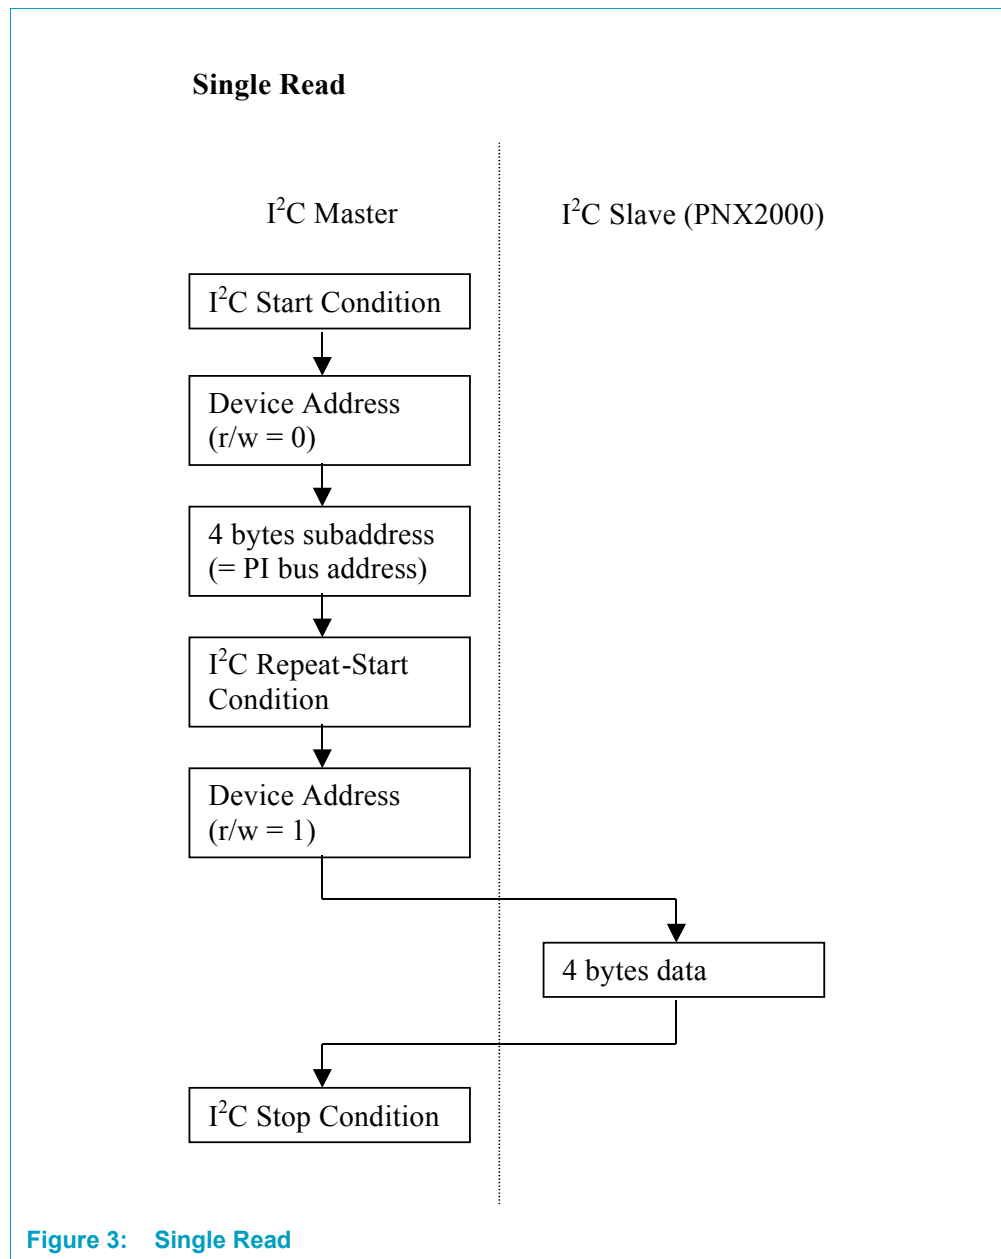 Single Read
I²C Master
I²C Slave (PNX2000)
I²C Start Condition
Device Address
(r/w = 0)
4 bytes subaddress
(= PI bus address)
I²C Repeat-Start
Condition
Device Address
(r/w = 1)
4 bytes data
I²C Stop Condition
Figure 3: Single Read